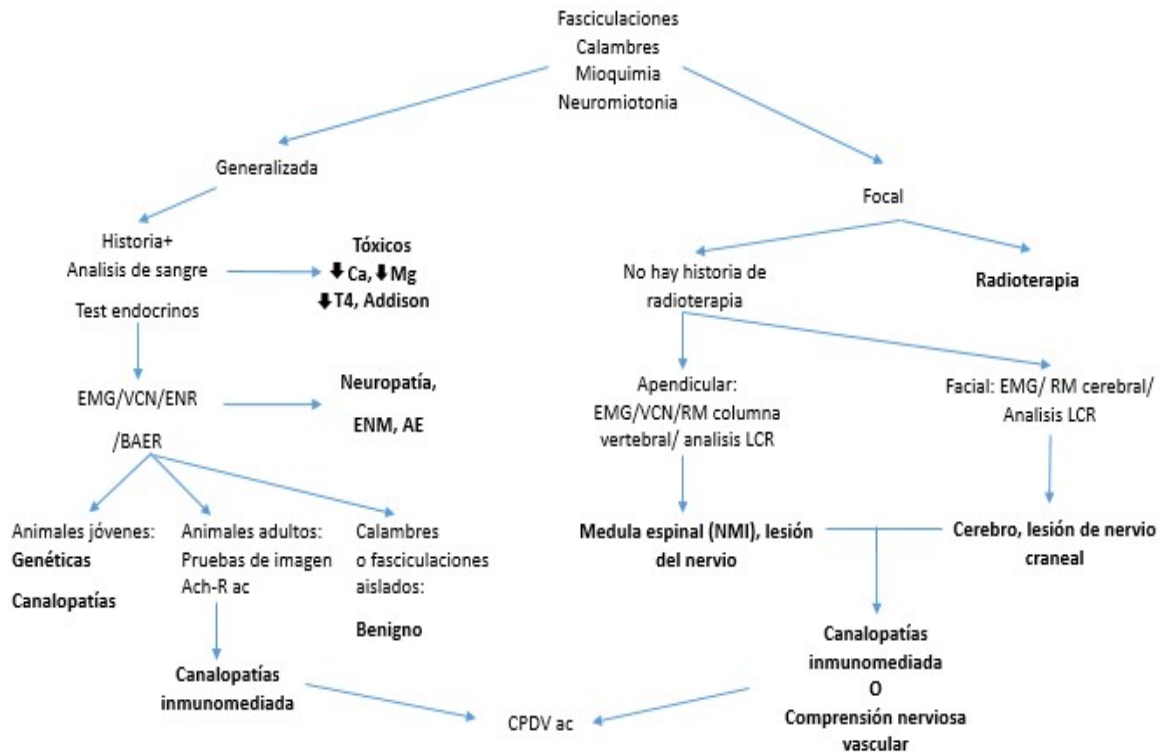 Fasciculaciones
Calambres
Mioquimia
Neuromiotonia
Generalizada
Focal
Historia+
Analisis de sangre
Test endocrinos
Tóxicos
🡇Ca, 🡇Mg
🡇T4, Addison
No hay historia de
radioterapia
Radioterapia
EMG/VCN/ENR
/BAER
Neuropatía,
ENM, AE
Apendicular:
EMG/VCN/RM columna
vertebral/ analisis LCR
Facial: EMG/ RM cerebral/
Analisis LCR
Animales jóvenes:
Genéticas
Canalopatías
Animales adultos:
Pruebas de imagen
Ach-R ac
Calambres
o fasciculaciones
aislados:
Benigno
Medula espinal (NMI), lesión
del nervio
Cerebro, lesión de nervio
craneal
Canalopatías
inmunomediada
Canalopatías
inmunomediada
O
Comprensión nerviosa
vascular
CPDV ac